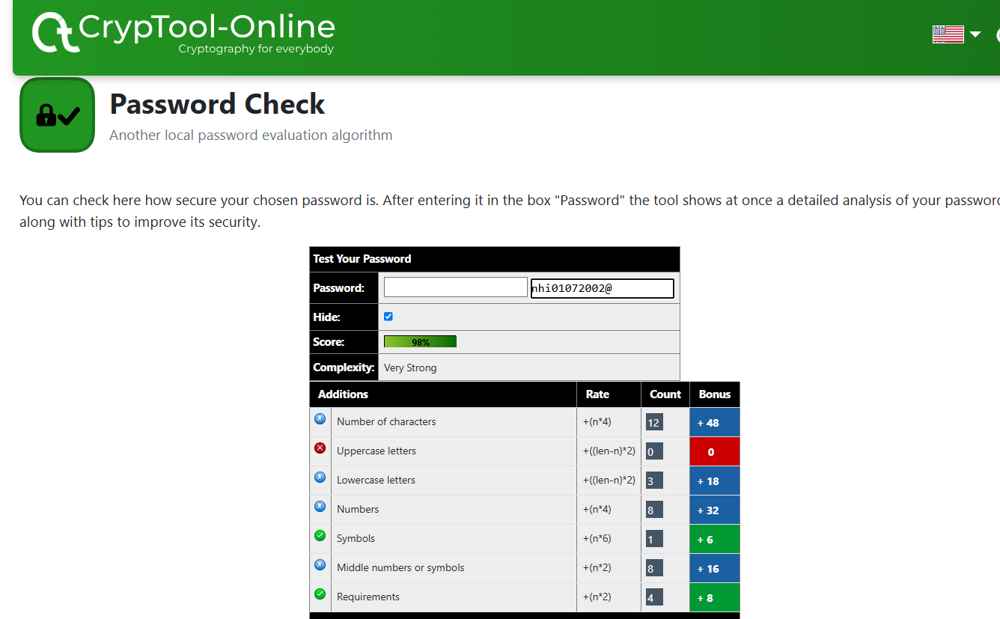 CrypTool-Online
Cryptography for everybody
Password Check
Another local password evaluation algorithm
You can check here how secure your chosen password is. After entering it in the box "Password" the tool shows at once a detailed analysis of your password
along with tips to improve its security.
Test Your Password
Password: nhi01072002@
Hide:
Score: 98%
Complexity: Very Strong
Additions Rate Count Bonus
Number of characters +(n*4) 12 + 48
Uppercase letters +((len-n)*2) 0 0
Lowercase letters +((len-n)*2) 3 + 18
Numbers +(n*4) 8 + 32
Symbols +(n*6) 1 + 6
Middle numbers or symbols +(n*2) 8 + 16
Requirements +(n*2) 4 + 8